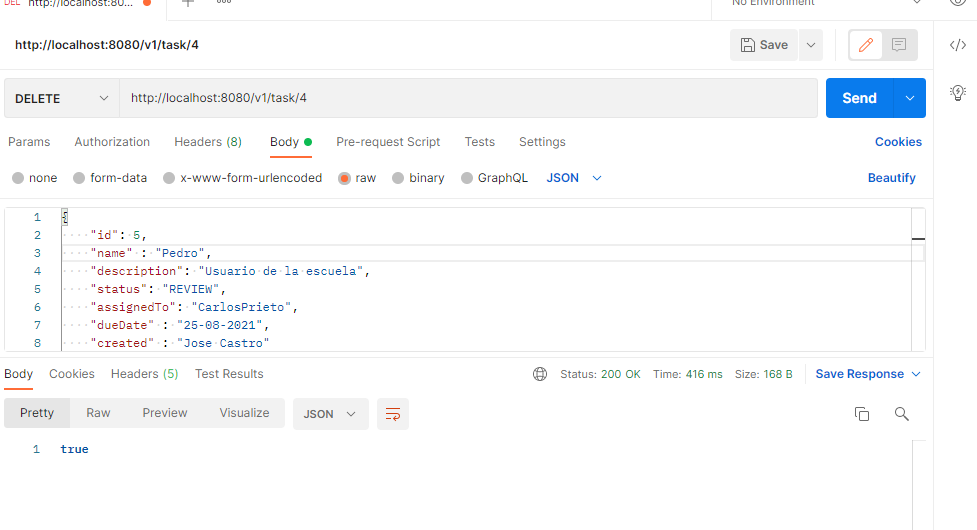 DEL http://localhost:80...
No Environment
http://localhost:8080/v1/task/4
Save
DELETE http://localhost:8080/v1/task/4 Send
Params Authorization Headers (8) Body Pre-request Script Tests Settings Cookies
none form-data x-www-form-urlencoded raw binary GraphQL JSON Beautify
1 {
2 "id": 5,
3 "name" : "Pedro",
4 "description": "Usuario de la escuela",
5 "status": "REVIEW",
6 "assignedTo": "CarlosPrieto",
7 "dueDate" : "25-08-2021",
8 "created" : "Jose Castro"
Body Cookies Headers (5) Test Results Status: 200 OK Time: 416 ms Size: 168 B Save Response
Pretty Raw Preview Visualize JSON
1 true